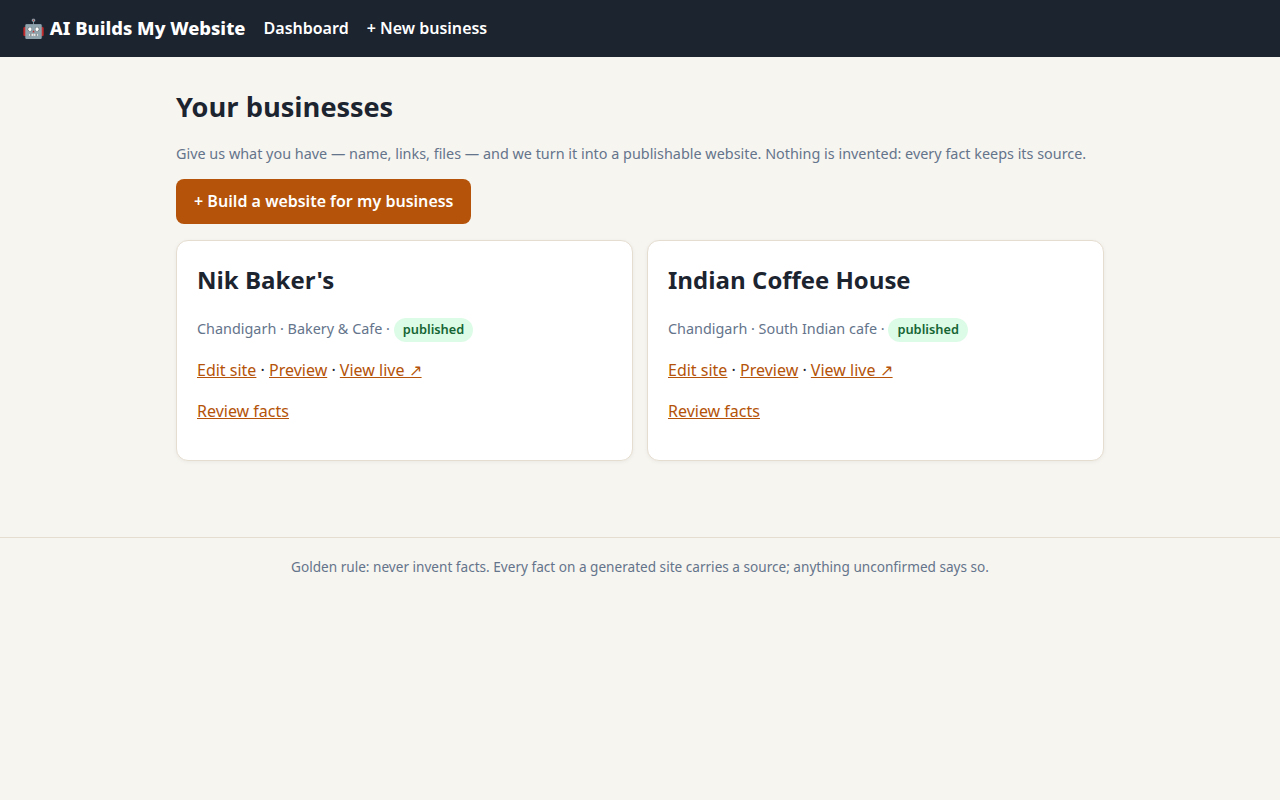 🤖 AI Builds My Website Dashboard + New business
Your businesses
Give us what you have — name, links, files — and we turn it into a publishable website. Nothing is invented: every fact keeps its source.
+ Build a website for my business
Nik Baker's
Chandigarh · Bakery & Cafe · published
Edit site · Preview · View live ↗
Review facts
Indian Coffee House
Chandigarh · South Indian cafe · published
Edit site · Preview · View live ↗
Review facts
Golden rule: never invent facts. Every fact on a generated site carries a source; anything unconfirmed says so.